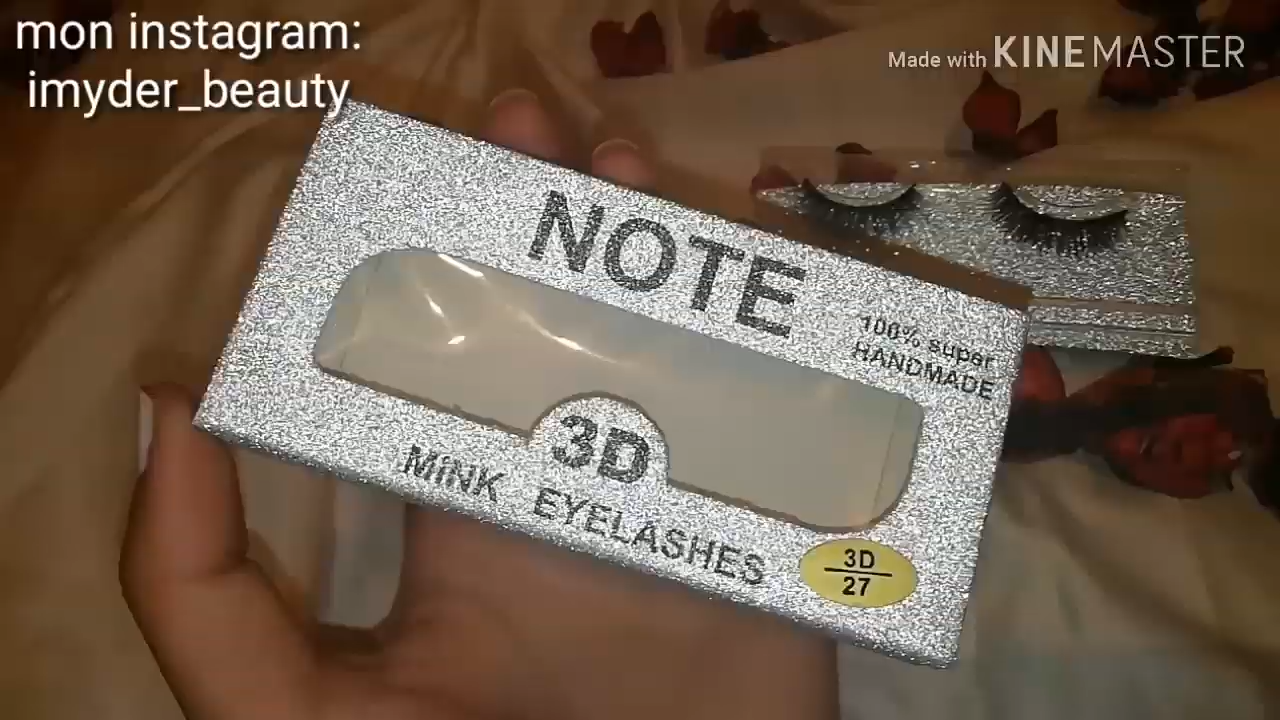 mon instagram:
imyder_beauty
Made with KINEMASTER
NOTE
100% super
HANDMADE
3D
MiNK EYELASHES
3D
27